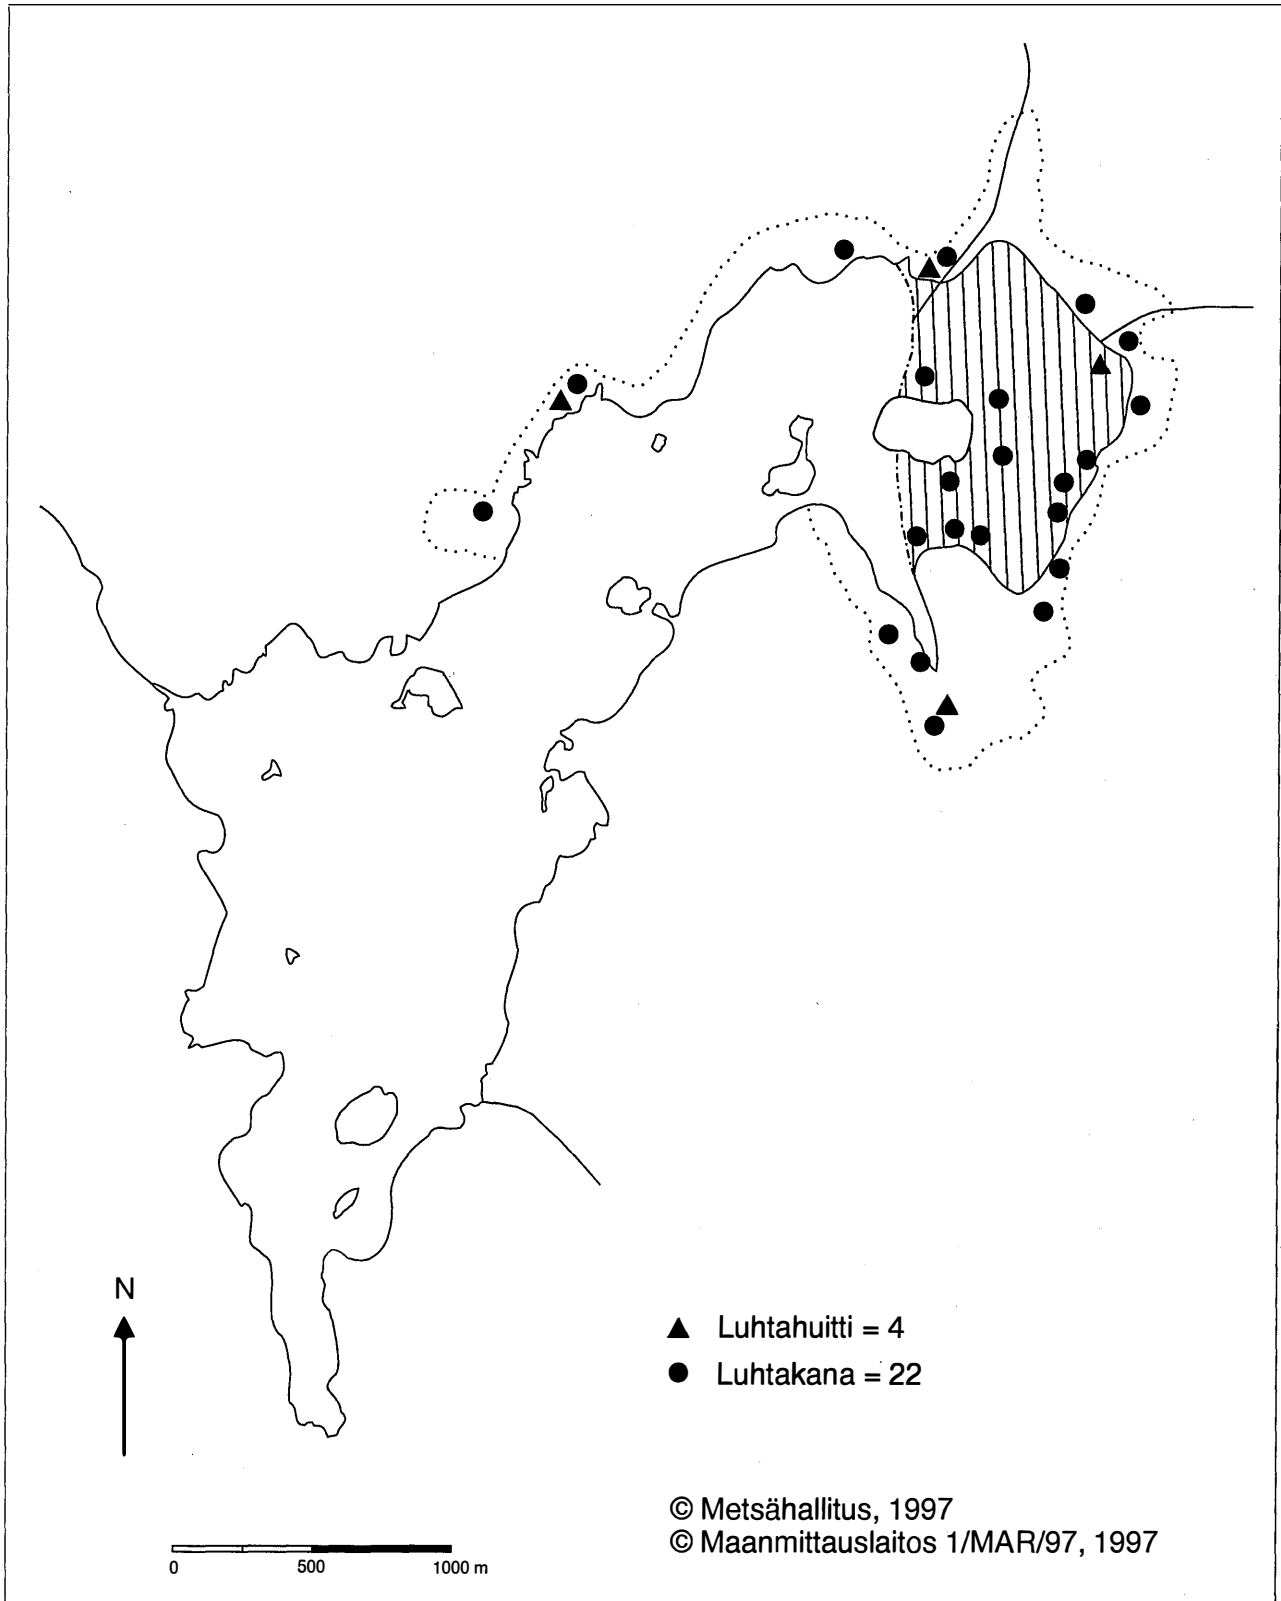 N
Luhtahuitti = 4
Luhtakana = 22
© Metsähallitus, 1997
© Maanmittauslaitos 1/MAR/97, 1997
0 500 1000 m